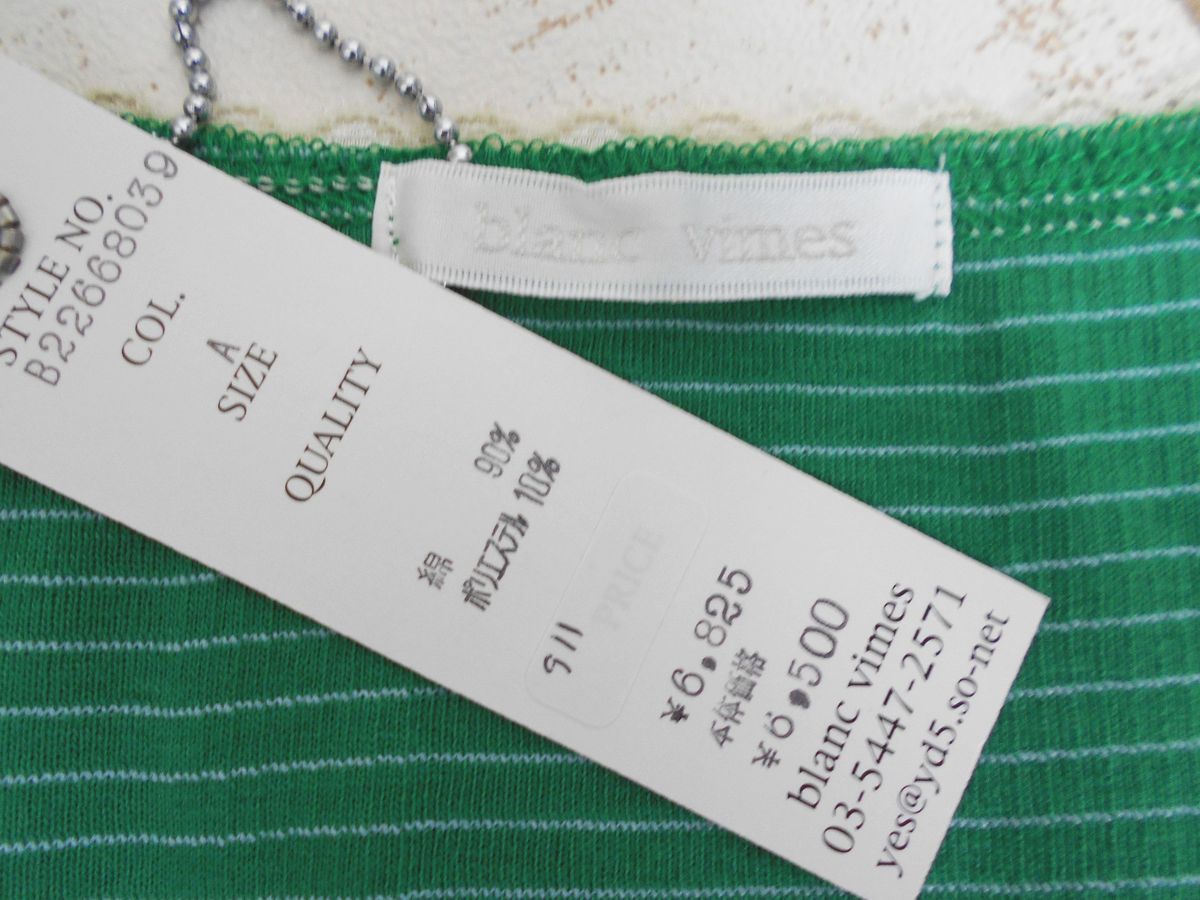 blanc vimes
STYLE NO.
B22668039
COL.
A
SIZE
QUALITY
綿 90%
ポリエステル 10%
911
PRICE
¥6,825
本体価格
¥6,500
blanc vimes
03-5447-2571
yes@yd5.so-net